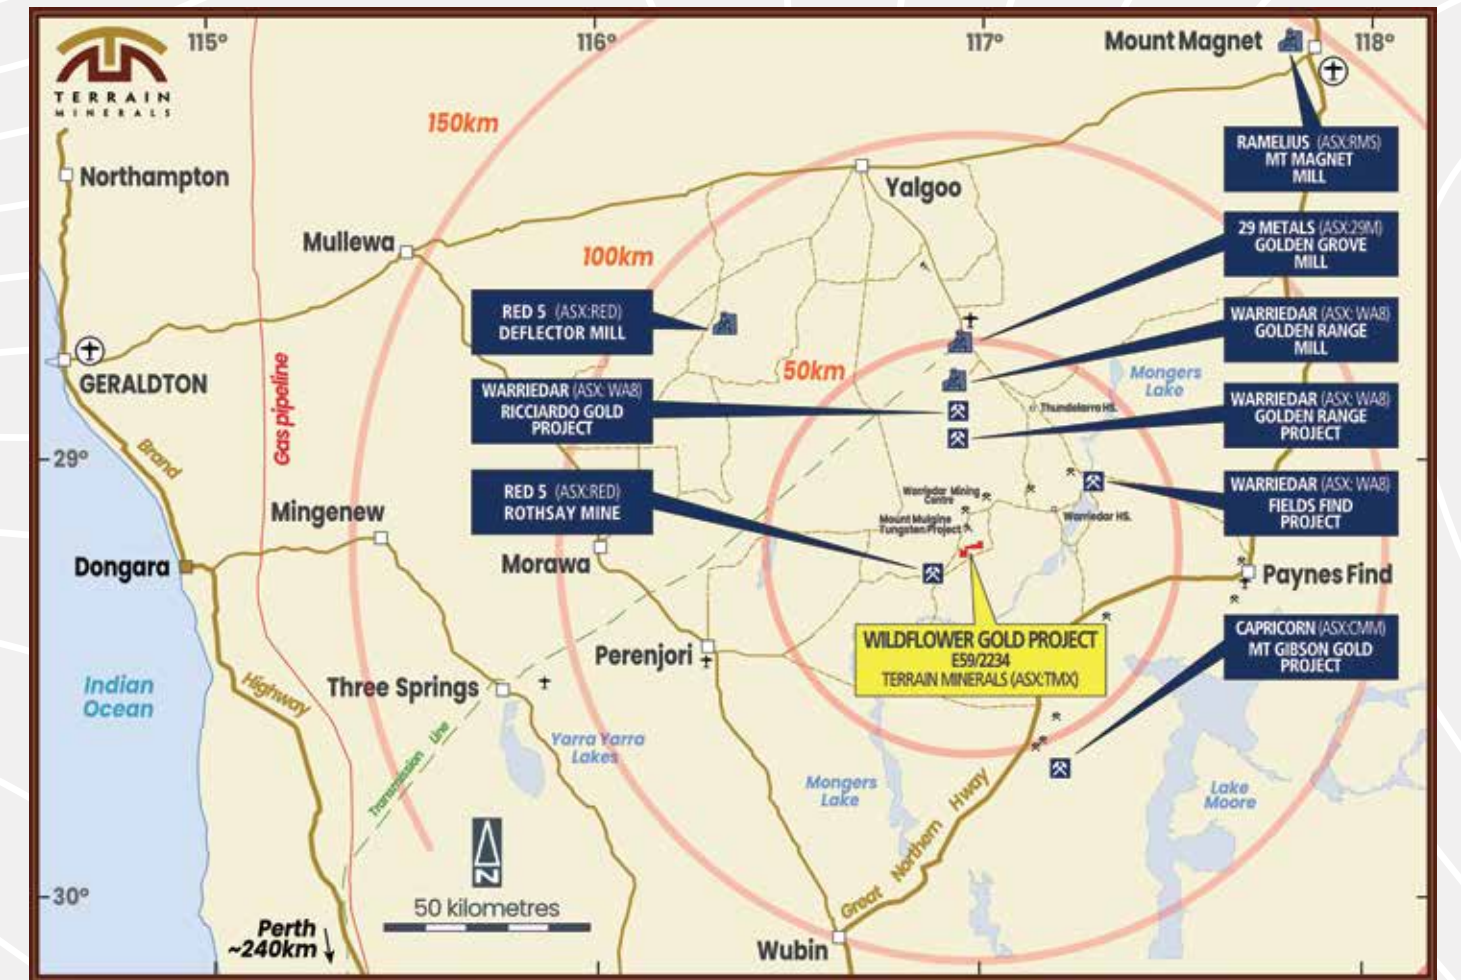 115°
116°
117°
118°
TERRAIN
MINERALS
Mount Magnet
150km
RAMELIUS (ASX:RMS)
MT MAGNET
MILL
Northampton
Yalgoo
Mullewa
100km
29 METALS (ASX:29M)
GOLDEN GROVE
MILL
RED 5 (ASX:RED)
DEFLECTOR MILL
WARRIEDAR (ASX: WA8)
GOLDEN RANGE
MILL
GERALDTON
Gas pipeline
50km
Mongers
Lake
WARRIEDAR (ASX: WA8)
RICCIARDO GOLD
PROJECT
Thundelarra HS.
WARRIEDAR (ASX: WA8)
GOLDEN RANGE
PROJECT
29°
Brand
RED 5 (ASX:RED)
ROTHSAY MINE
Warriedar Mining
Centre
Mount Mulgine
Tungsten Project
Warriedar HS.
WARRIEDAR (ASX: WA8)
FIELDS FIND
PROJECT
Mingenew
Morawa
Dongara
Paynes Find
WILDFLOWER GOLD PROJECT
E59/2234
TERRAIN MINERALS (ASX:TMX)
CAPRICORN (ASX:CMM)
MT GIBSON GOLD
PROJECT
Perenjori
Indian
Ocean
Highway
Three Springs
Transmission Line
Yarra Yarra
Lakes
Mongers
Lake
Lake
Moore
Great Northern Hway
N
30°
50 kilometres
Perth
~240km
Wubin